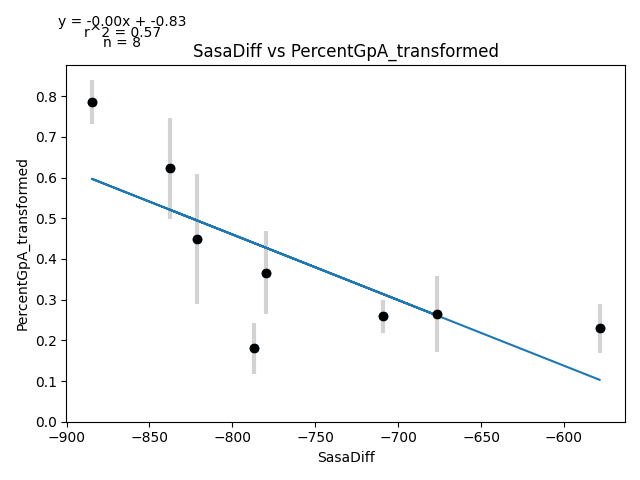 y = -0.00x + -0.83
r^2 = 0.57
n = 8
SasaDiff vs PercentGpA_transformed
PercentGpA_transformed
0.8
0.7
0.6
0.5
0.4
0.3
0.2
0.1
0.0
−900 −850 −800 −750 −700 −650 −600
SasaDiff